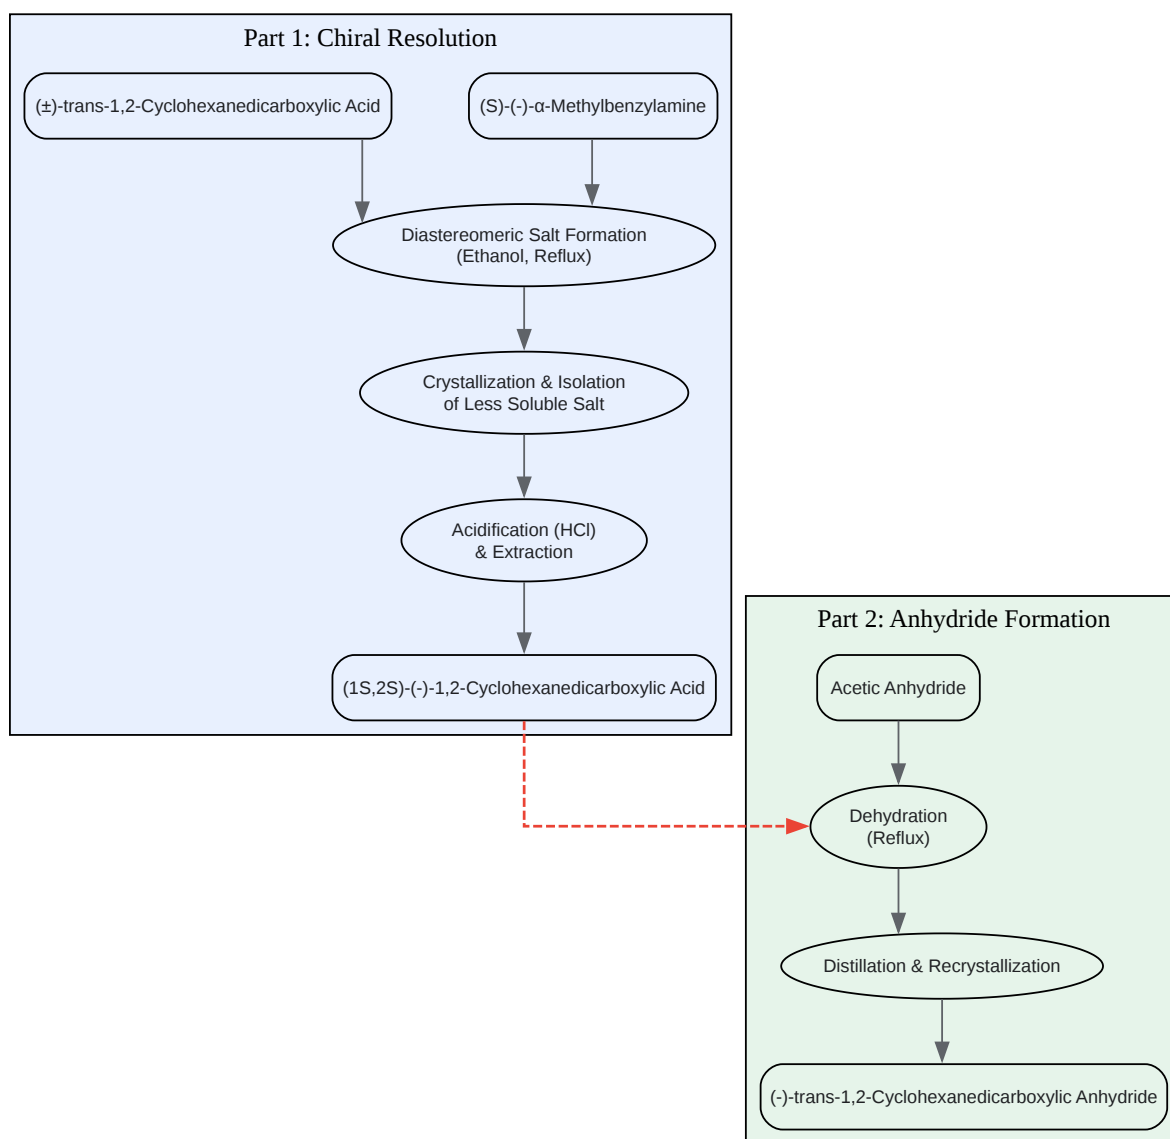 Part 1: Chiral Resolution
(±)-trans-1,2-Cyclohexanedicarboxylic Acid
(S)-(-)-α-Methylbenzylamine
Diastereomeric Salt Formation
(Ethanol, Reflux)
Crystallization & Isolation
of Less Soluble Salt
Acidification (HCl)
& Extraction
(1S,2S)-(-)-1,2-Cyclohexanedicarboxylic Acid
Part 2: Anhydride Formation
Acetic Anhydride
Dehydration
(Reflux)
Distillation & Recrystallization
(-)-trans-1,2-Cyclohexanedicarboxylic Anhydride